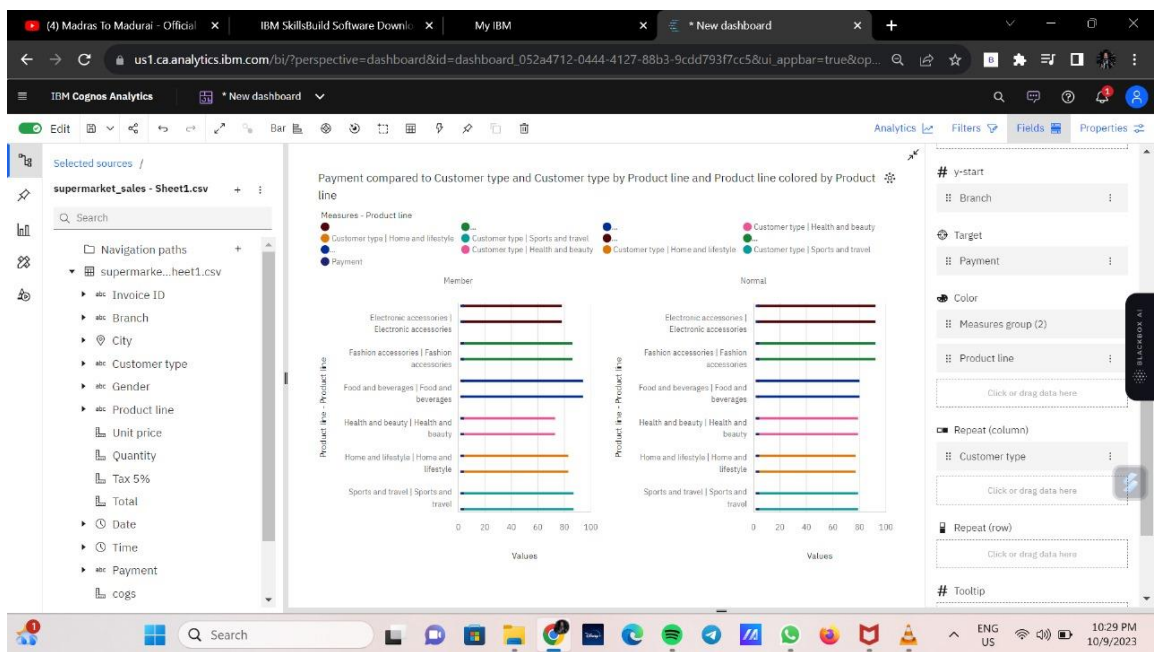 (4) Madras To Madurai - Official
IBM SkillsBuild Software Downlo
My IBM
* New dashboard
us1.ca.analytics.ibm.com/bi/?perspective=dashboard&id=dashboard_052a4712-0444-4127-88b3-9cdd793f7cc5&ui_appbar=true&op...
IBM Cognos Analytics
* New dashboard
Edit
Bar
Analytics
Filters
Fields
Properties
Selected sources /
supermarket_sales - Sheet1.csv
Search
Navigation paths
supermarke...heet1.csv
abc Invoice ID
abc Branch
City
abc Customer type
abc Gender
abc Product line
Unit price
Quantity
Tax 5%
Total
Date
Time
abc Payment
cogs
Payment compared to Customer type and Customer type by Product line and Product line colored by Product
line
Measures - Product line
... ... Customer type | Health and beauty
Customer type | Home and lifestyle Customer type | Sports and travel ... ...
... Customer type | Health and beauty Customer type | Home and lifestyle Customer type | Sports and travel
Payment
Member
Product line - Product line
Electronic accessories |
Electronic accessories
Fashion accessories | Fashion
accessories
Food and beverages | Food and
beverages
Health and beauty | Health and
beauty
Home and lifestyle | Home and
lifestyle
Sports and travel | Sports and
travel
0 20 40 60 80 100
Values
Normal
Product line - Product line
Electronic accessories |
Electronic accessories
Fashion accessories | Fashion
accessories
Food and beverages | Food and
beverages
Health and beauty | Health and
beauty
Home and lifestyle | Home and
lifestyle
Sports and travel | Sports and
travel
0 20 40 60 80 100
Values
# y-start
Branch
Target
Payment
Color
Measures group (2)
Product line
Click or drag data here
Repeat (column)
Customer type
Click or drag data here
Repeat (row)
Click or drag data here
# Tooltip
BLACKBOX AI
1
Search
ENG
US
10:29 PM
10/9/2023